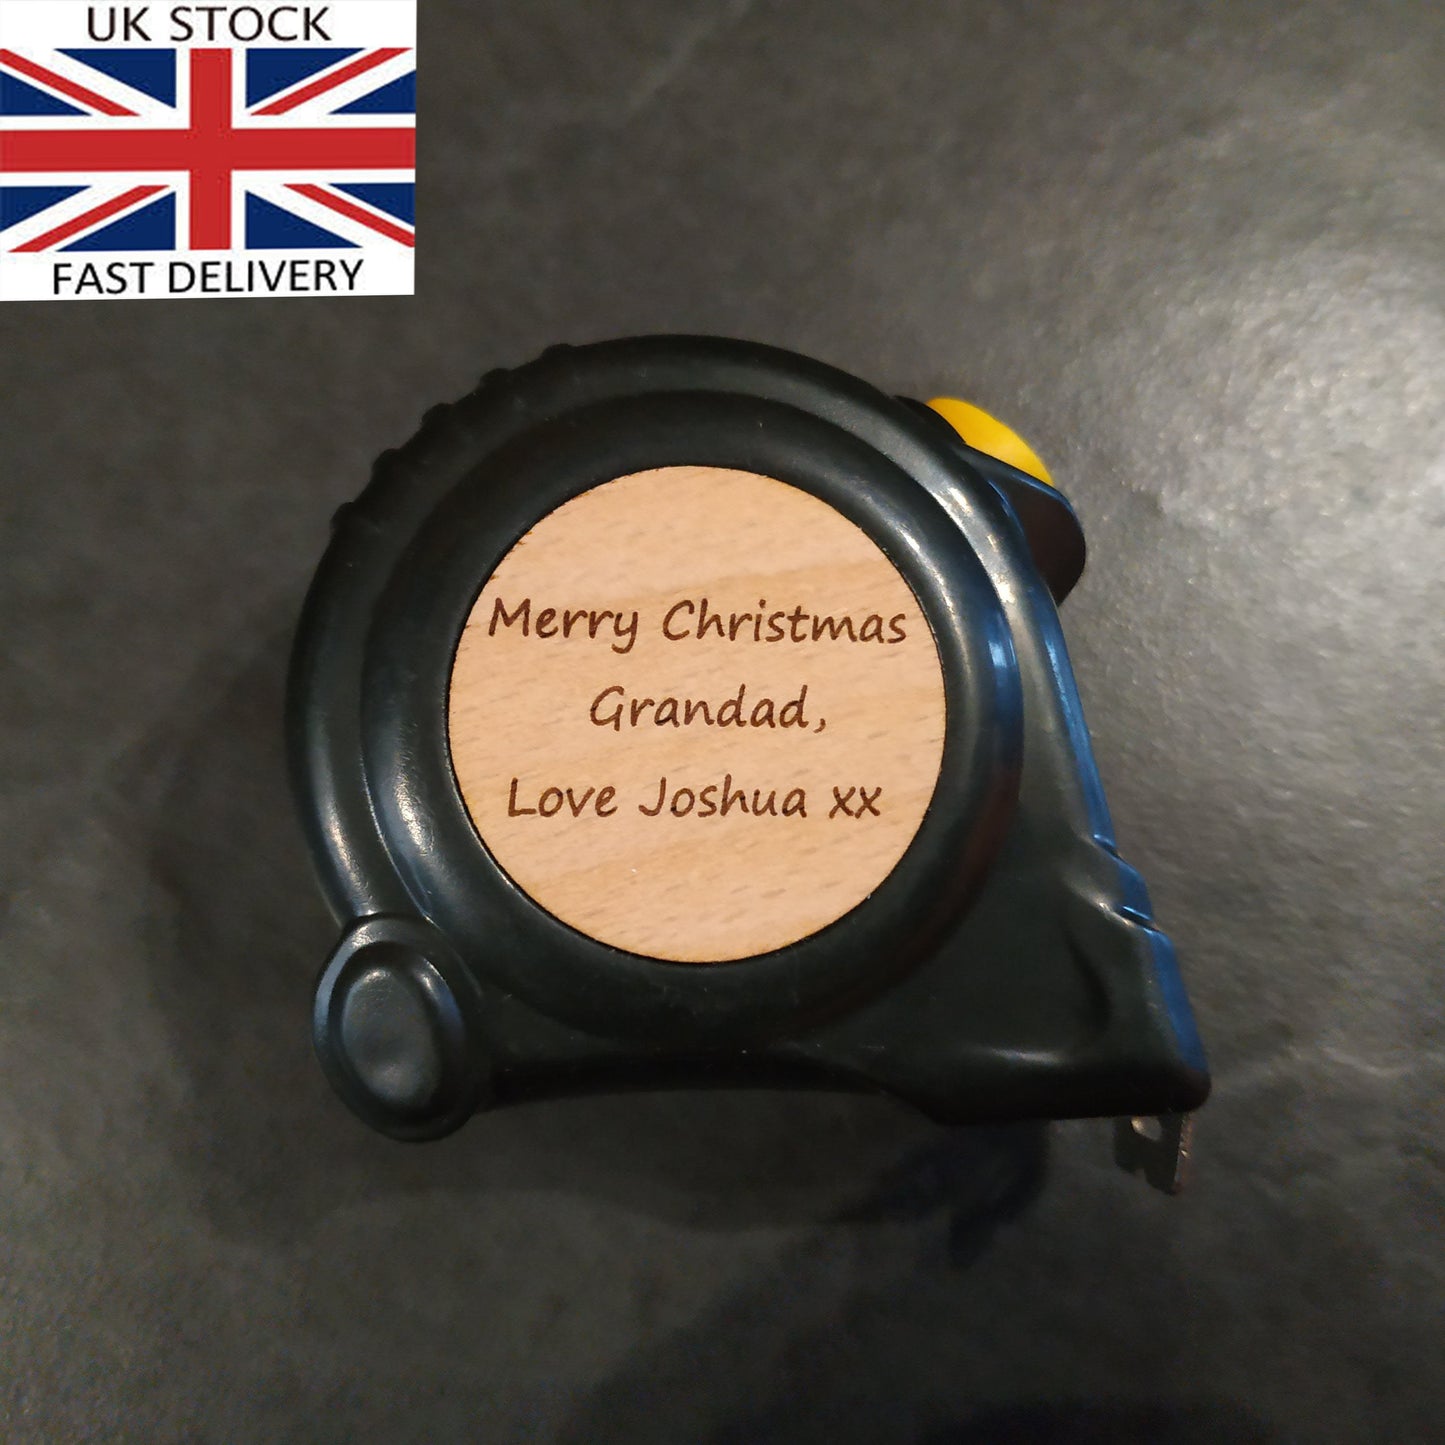 UK STOCK
FAST DELIVERY
Merry Christmas
Grandad,
Love Joshua xx